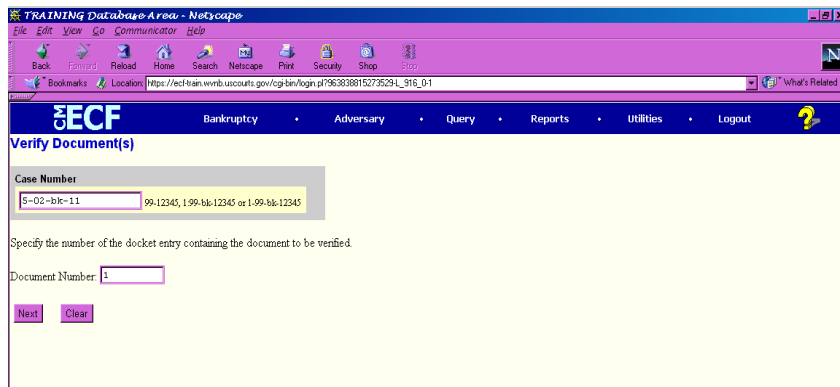 TRAINING Database Area - Netscape
File Edit View Go Communicator Help
Back Forward Reload Home Search Netscape Print Security Shop Stop
Bookmarks Location: https://ecf-train.wvnb.uscourts.gov/cgi-bin/login.pl?963838815273529-L_916_0-1 What's Related
CM ECF Bankruptcy • Adversary • Query • Reports • Utilities • Logout ?
Verify Document(s)
Case Number
5-02-bk-11 99-12345, 1:99-bk-12345 or 1-99-bk-12345
Specify the number of the docket entry containing the document to be verified.
Document Number: 1
Next Clear